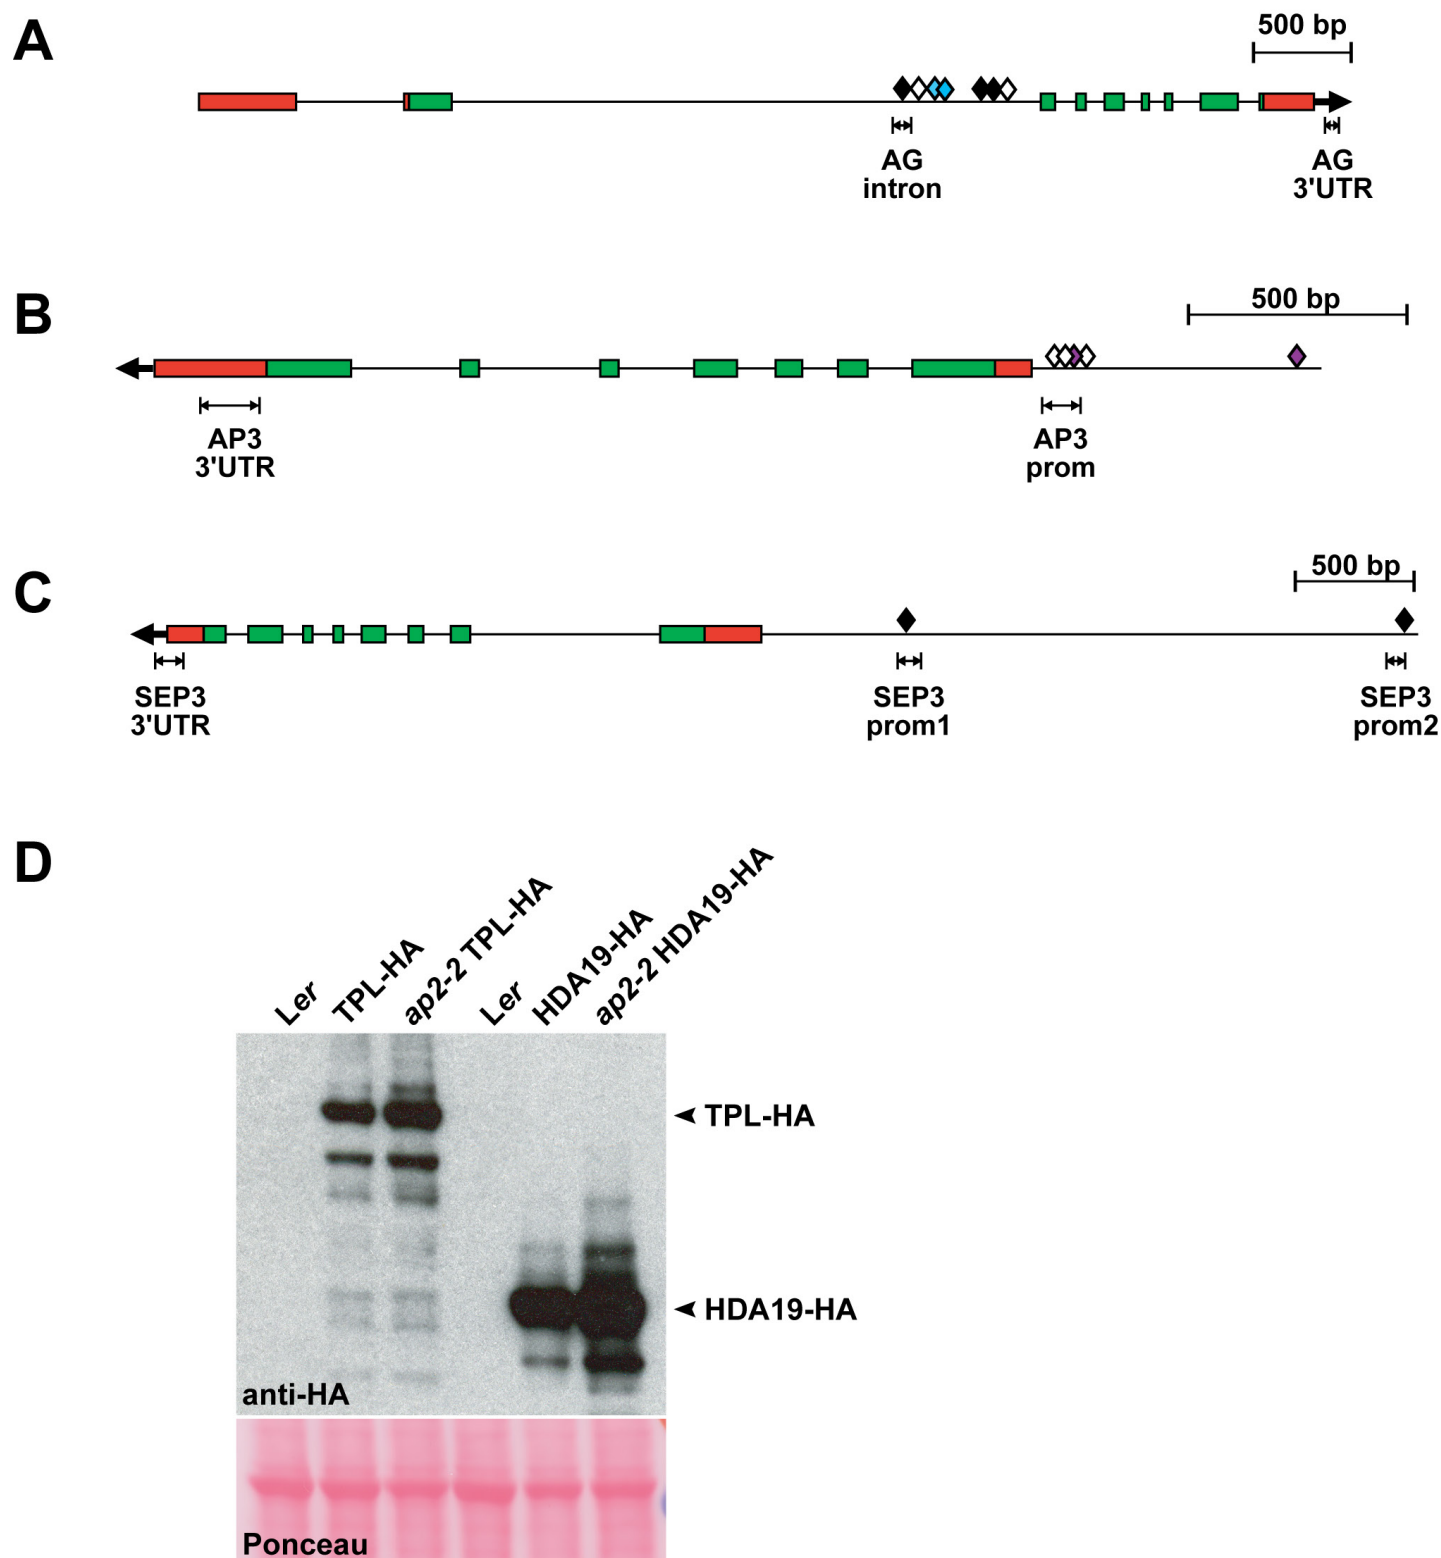 A
500 bp
AG
intron
AG
3'UTR
B
500 bp
AP3
3'UTR
AP3
prom
C
500 bp
SEP3
3'UTR
SEP3
prom1
SEP3
prom2
D
Ler
TPL-HA
ap2-2 TPL-HA
Ler
HDA19-HA
ap2-2 HDA19-HA
TPL-HA
HDA19-HA
anti-HA
Ponceau